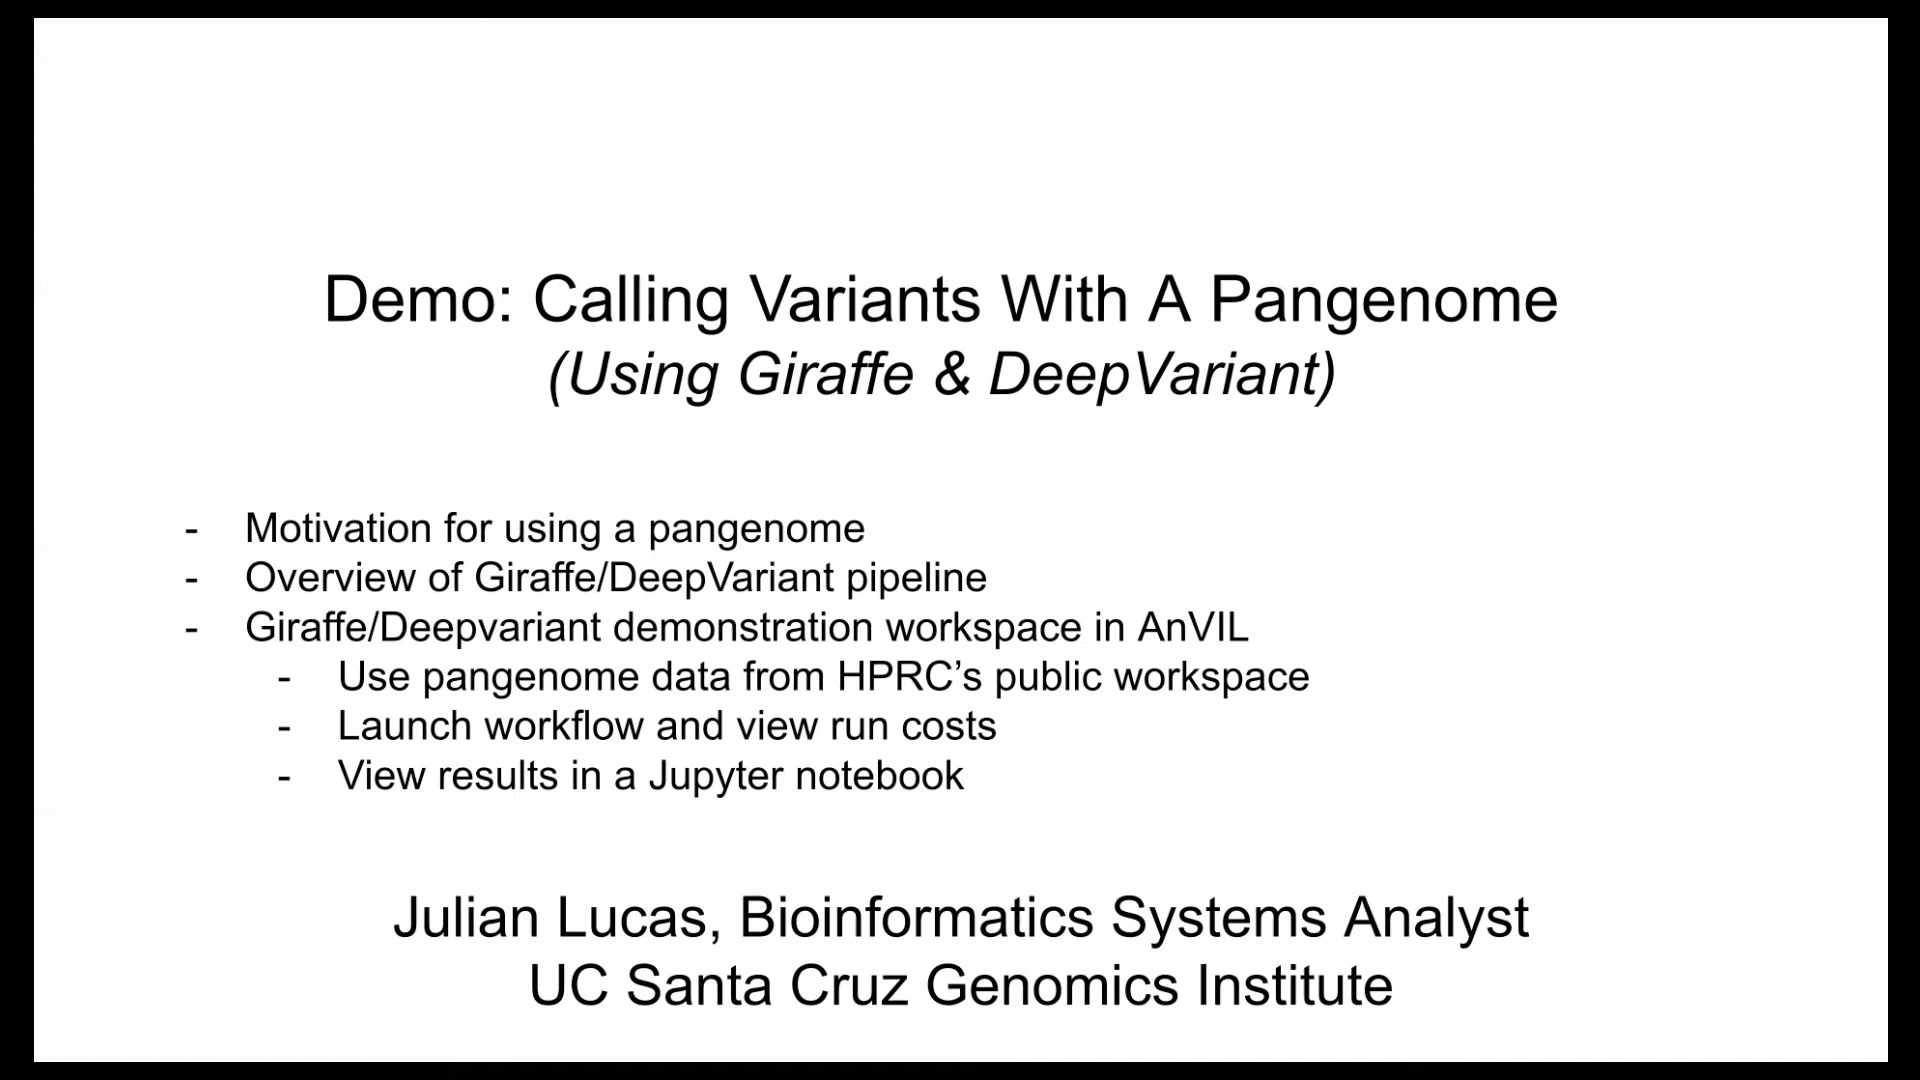 Demo: Calling Variants With A Pangenome
(Using Giraffe & DeepVariant)
- Motivation for using a pangenome
- Overview of Giraffe/DeepVariant pipeline
- Giraffe/Deepvariant demonstration workspace in AnVIL
- Use pangenome data from HPRC’s public workspace
- Launch workflow and view run costs
- View results in a Jupyter notebook
Julian Lucas, Bioinformatics Systems Analyst
UC Santa Cruz Genomics Institute